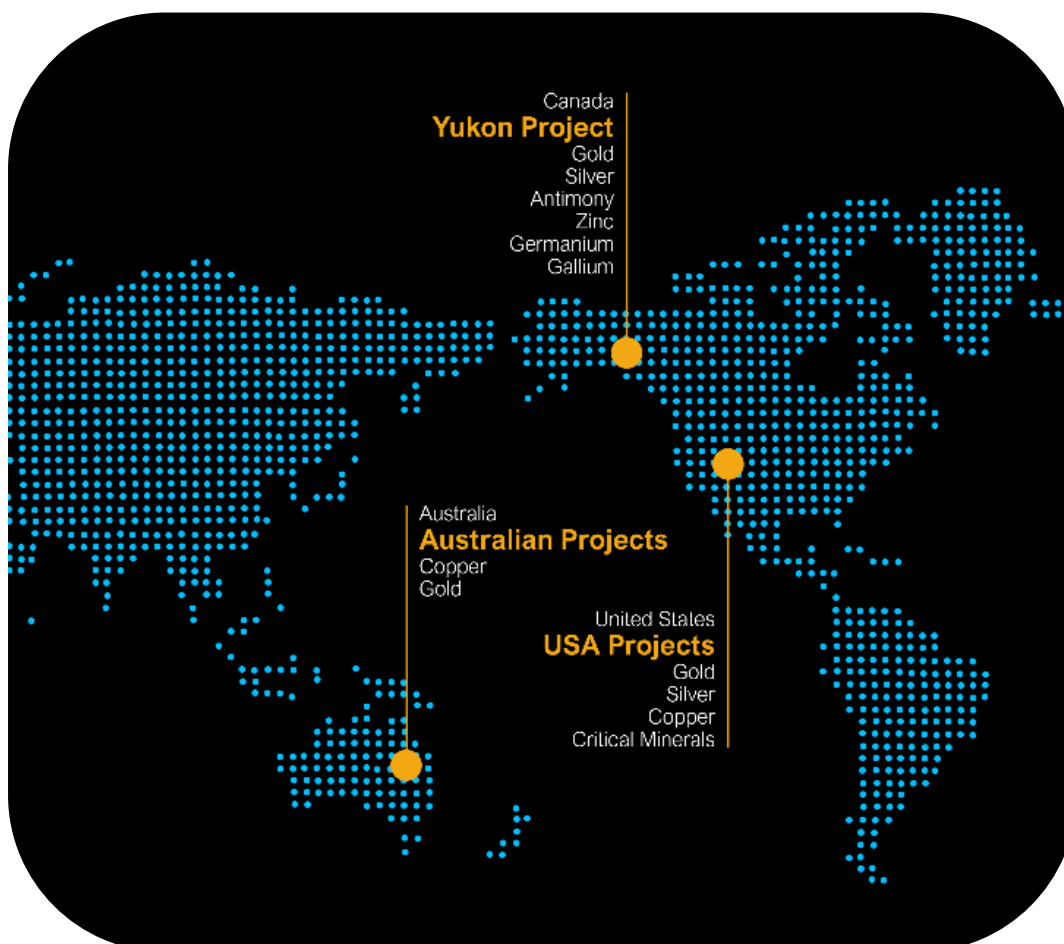 Canada
Yukon Project
Gold
Silver
Antimony
Zinc
Germanium
Gallium
Australia
Australian Projects
Copper
Gold
United States
USA Projects
Gold
Silver
Copper
Critical Minerals